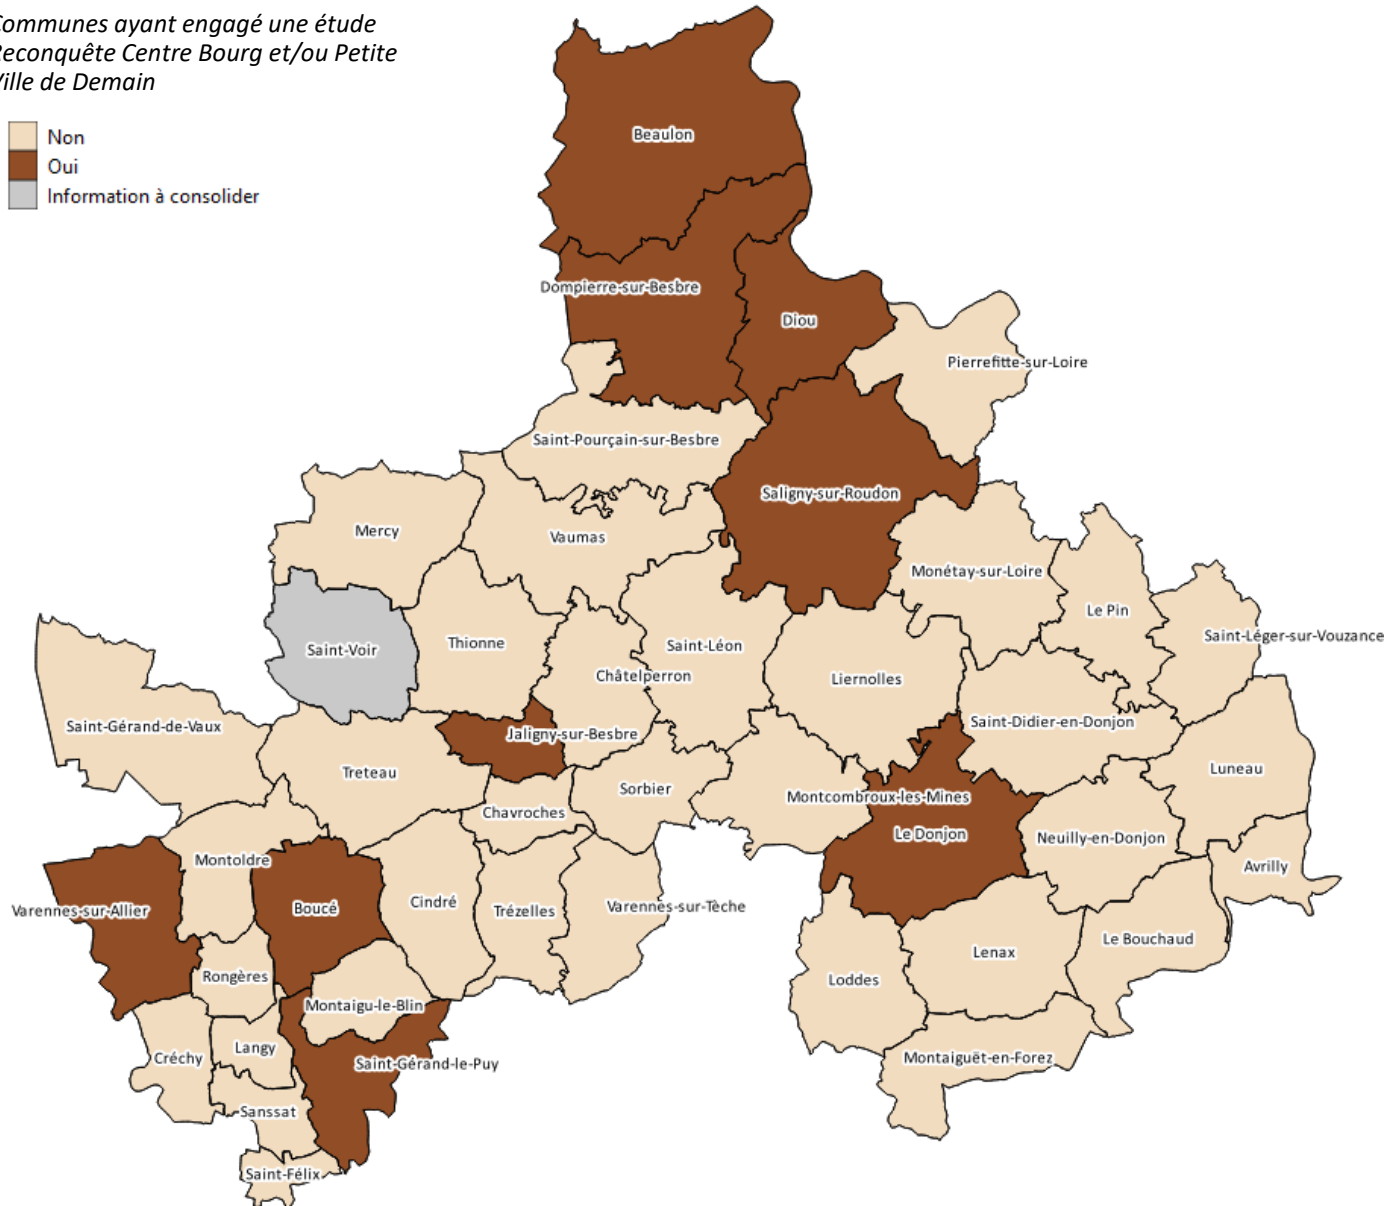 Communes ayant engagé une étude
Reconquête Centre Bourg et/ou Petite
Ville de Demain
Non
Oui
Information à consolider
Beaulon
Dompierre-sur-Besbre
Diou
Pierrefitte-sur-Loire
Saint-Pourçain-sur-Besbre
Saligny-sur-Roudon
Mercy
Vaumas
Monétay-sur-Loire
Le Pin
Saint-Léger-sur-Vouzance
Saint-Voir
Thionne
Saint-Léon
Châtelperron
Liernolles
Saint-Gérand-de-Vaux
Jaligny-sur-Besbre
Saint-Didier-en-Donjon
Treteau
Luneau
Sorbier
Montcombroux-les-Mines
Chavroches
Le Donjon
Neuilly-en-Donjon
Montoldre
Avrilly
Varennes-sur-Allier
Boucé
Cindré
Trézelles
Varennes-sur-Tèche
Le Bouchaud
Lenax
Rongères
Loddes
Montaigu-le-Blin
Langy
Créchy
Saint-Gérand-le-Puy
Montaiguët-en-Forez
Sanssat
Saint-Félix